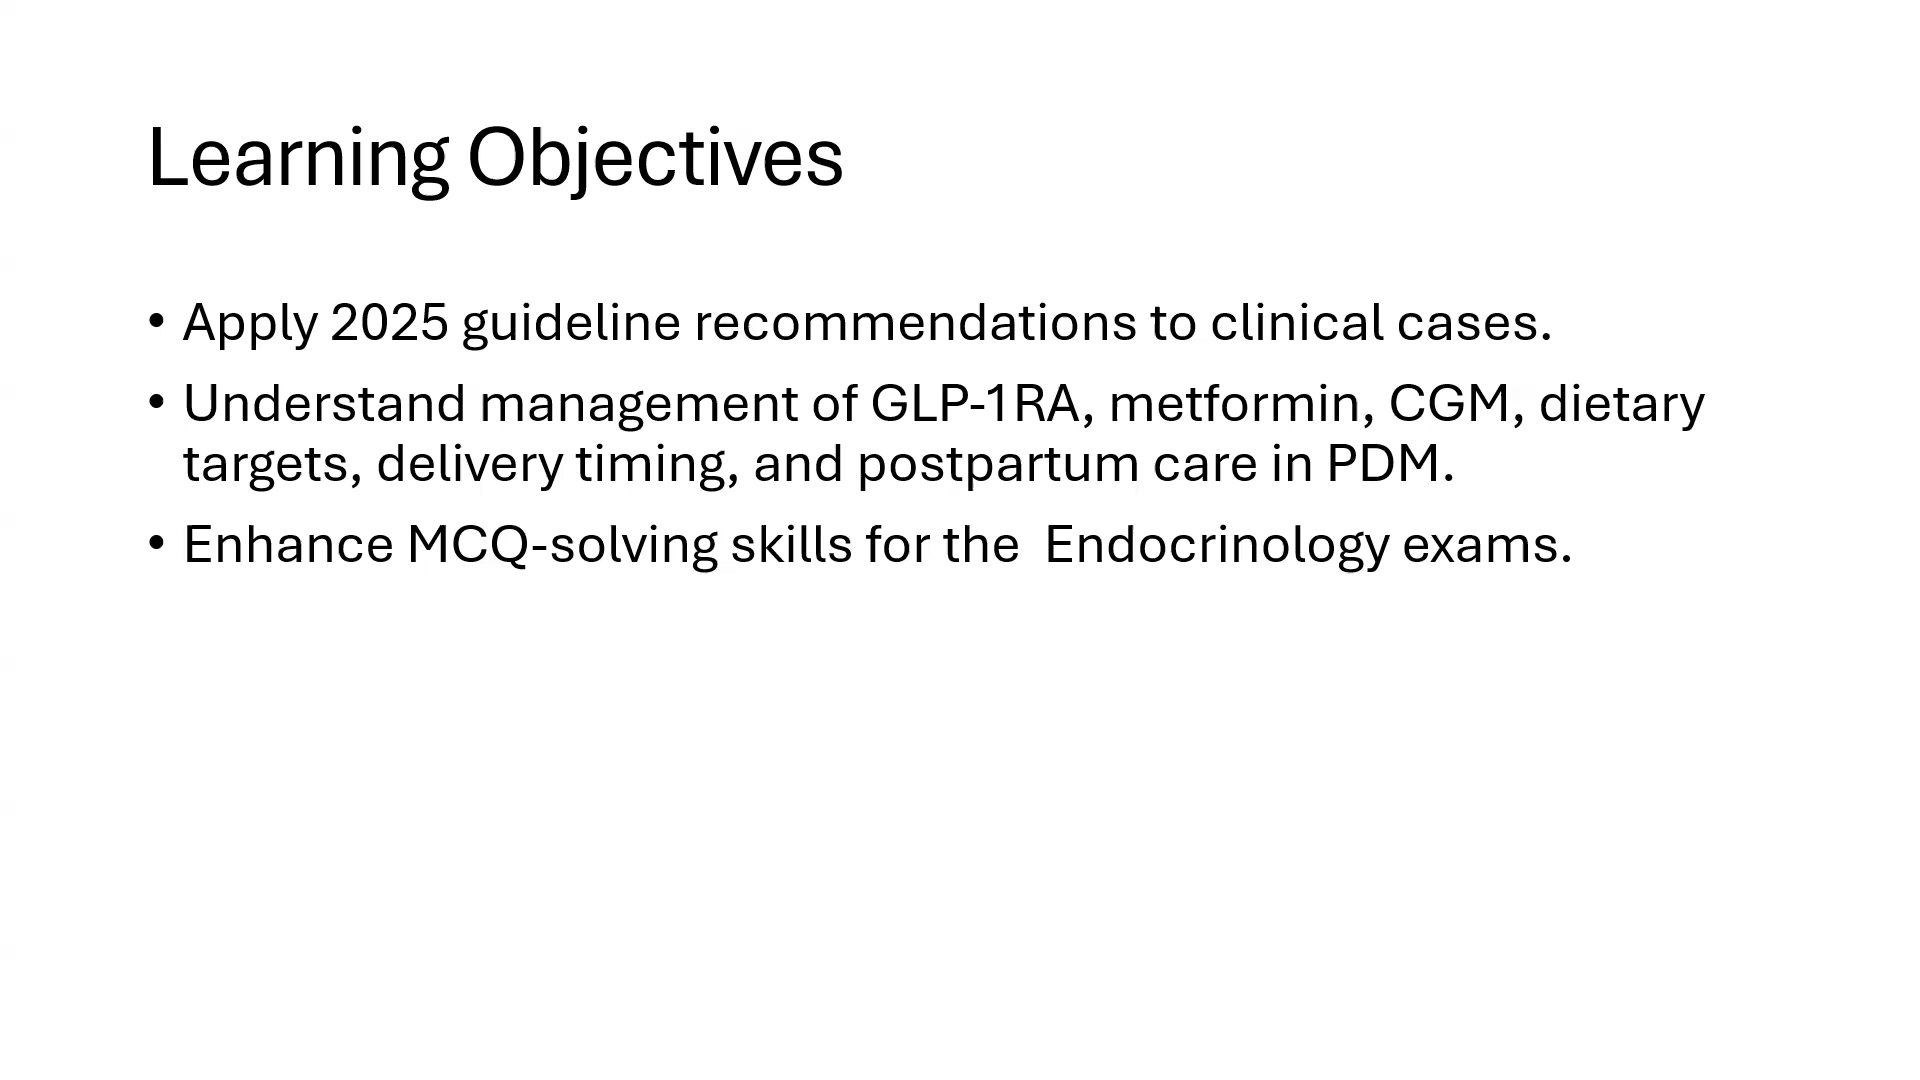 Learning Objectives
• Apply 2025 guideline recommendations to clinical cases.
• Understand management of GLP-1RA, metformin, CGM, dietary
targets, delivery timing, and postpartum care in PDM.
• Enhance MCQ-solving skills for the  Endocrinology exams.